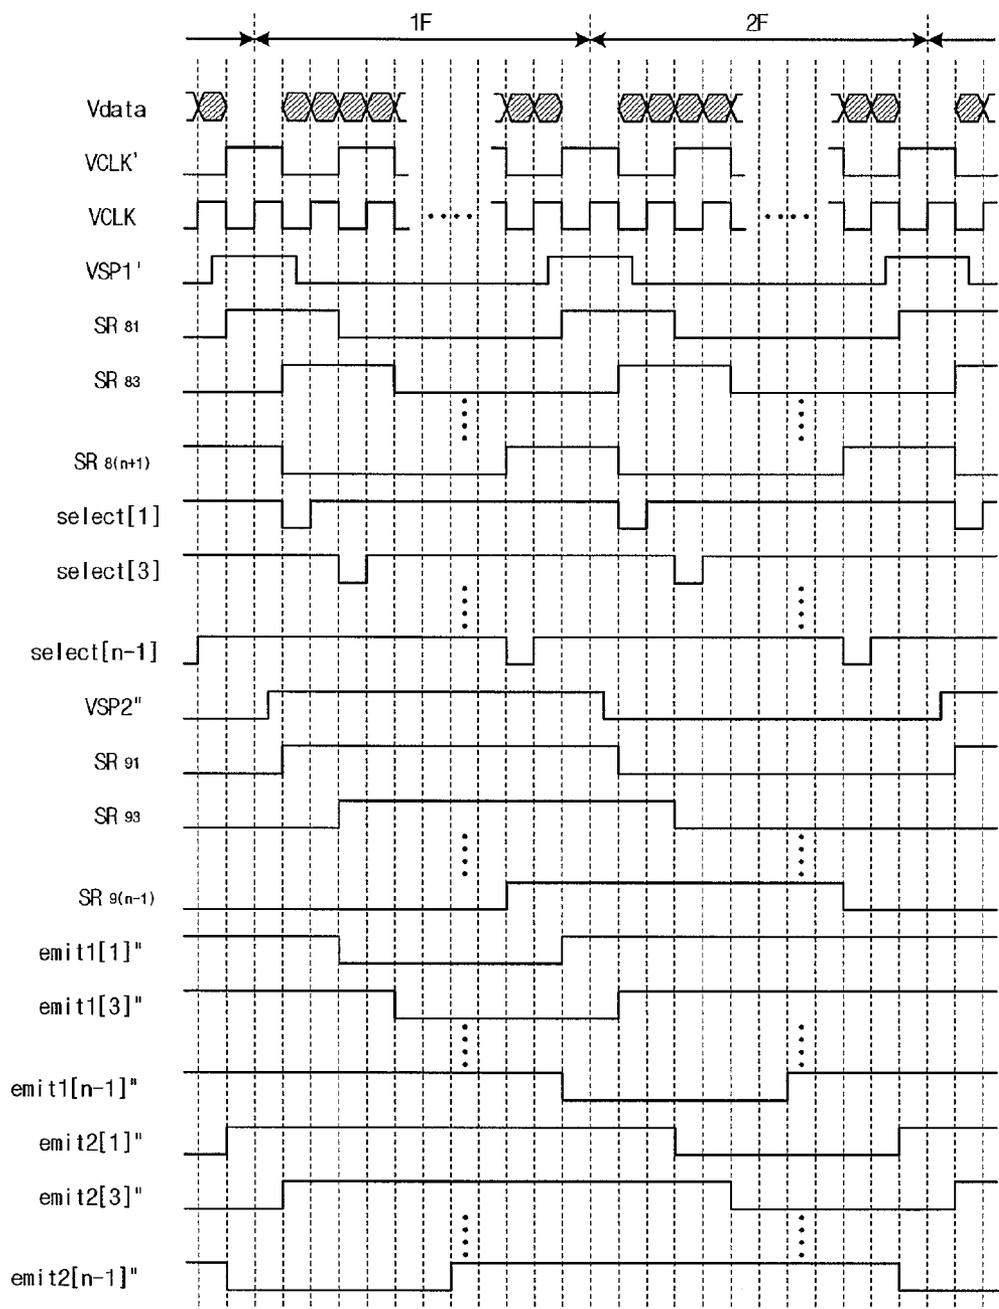 1F 2F
Vdata
VCLK'
VCLK
VSP1'
SR 81
SR 83
SR 8(n+1)
select[1]
select[3]
select[n-1]
VSP2"
SR 91
SR 93
SR 9(n-1)
emit1[1]"
emit1[3]"
emit1[n-1]"
emit2[1]"
emit2[3]"
emit2[n-1]"